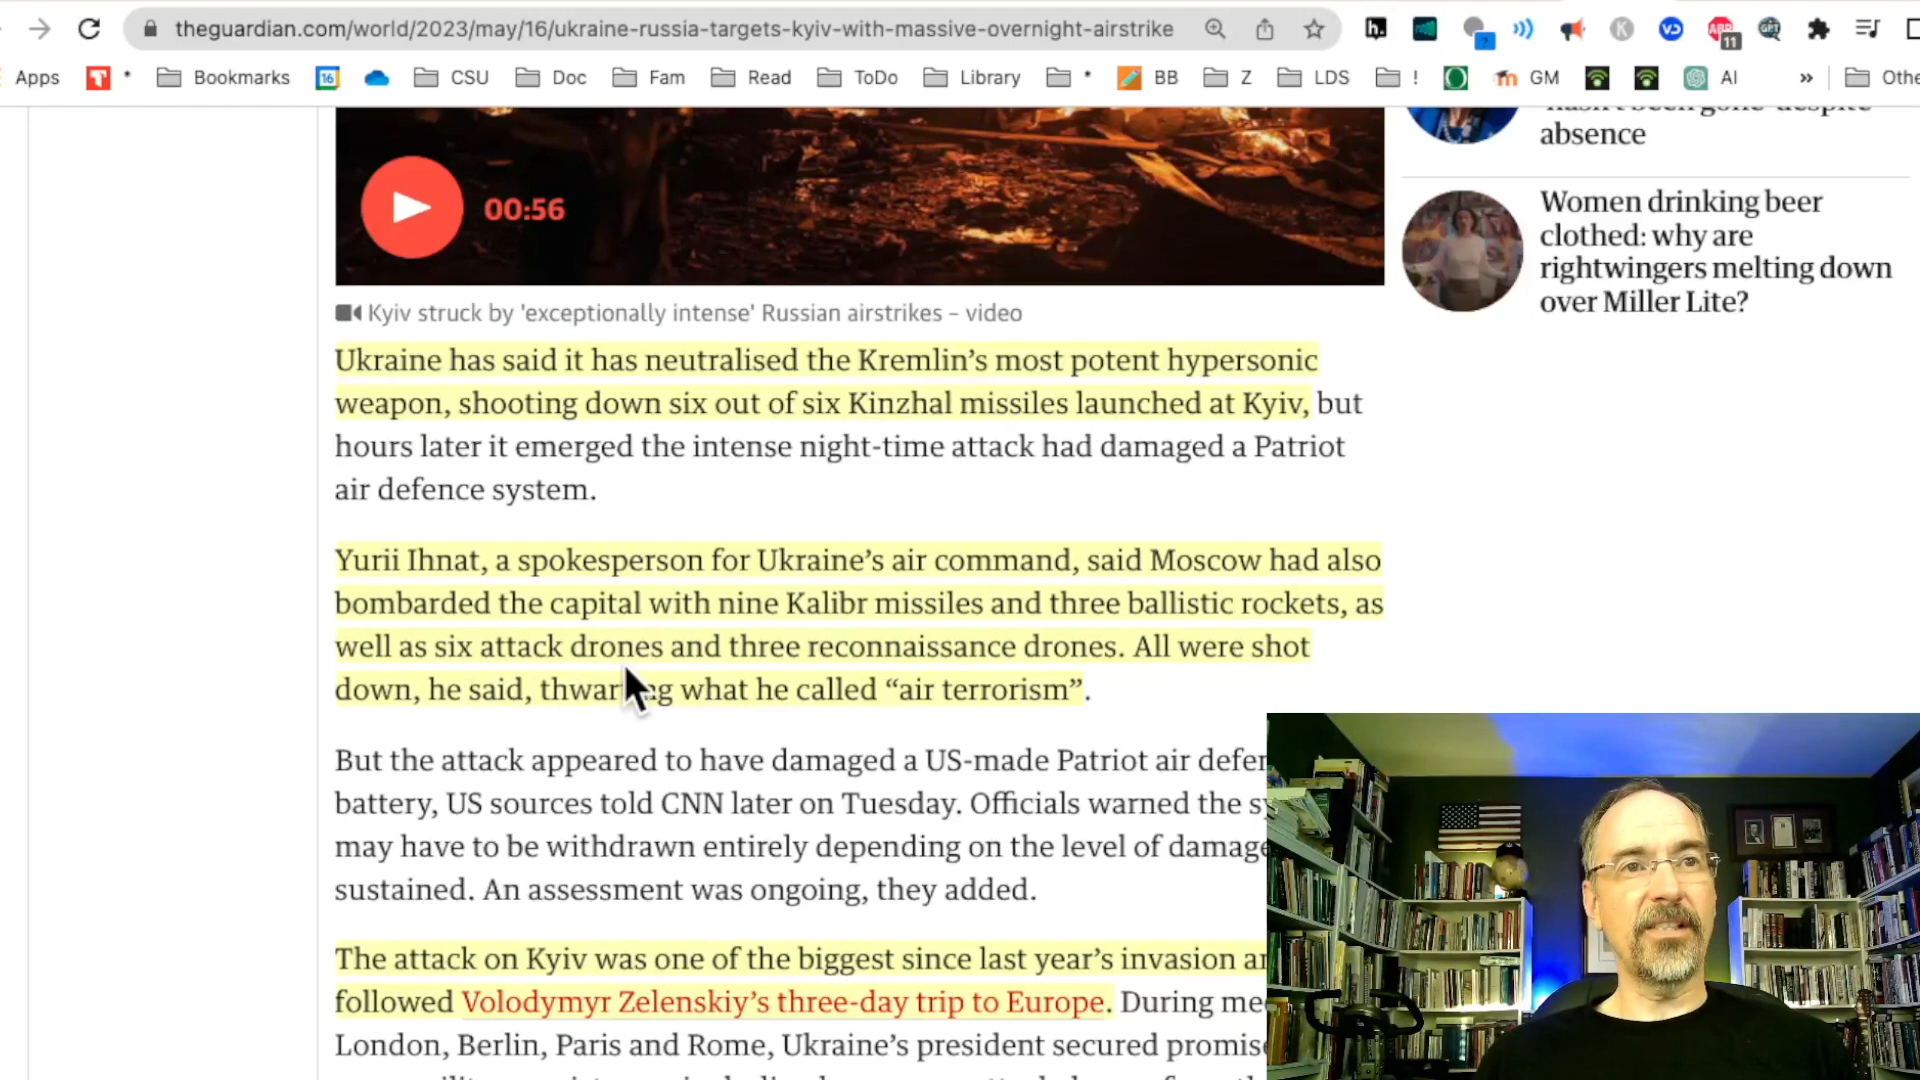 theguardian.com/world/2023/may/16/ukraine-russia-targets-kyiv-with-massive-overnight-airstrike
11
Apps
T
*
Bookmarks
16
CSU
Doc
Fam
Read
ToDo
Library
*
BB
Z
LDS
!
GM
AI
»
Othe
00:56
Kyiv struck by 'exceptionally intense' Russian airstrikes – video
Ukraine has said it has neutralised the Kremlin’s most potent hypersonic
weapon, shooting down six out of six Kinzhal missiles launched at Kyiv, but
hours later it emerged the intense night-time attack had damaged a Patriot
air defence system.
Yurii Ihnat, a spokesperson for Ukraine’s air command, said Moscow had also
bombarded the capital with nine Kalibr missiles and three ballistic rockets, as
well as six attack drones and three reconnaissance drones. All were shot
down, he said, thwarting what he called “air terrorism”.
But the attack appeared to have damaged a US-made Patriot air defen
battery, US sources told CNN later on Tuesday. Officials warned the sy
may have to be withdrawn entirely depending on the level of damage
sustained. An assessment was ongoing, they added.
The attack on Kyiv was one of the biggest since last year’s invasion an
followed Volodymyr Zelenskiy’s three-day trip to Europe. During mee
London, Berlin, Paris and Rome, Ukraine’s president secured promise
absence
Women drinking beer
clothed: why are
rightwingers melting down
over Miller Lite?